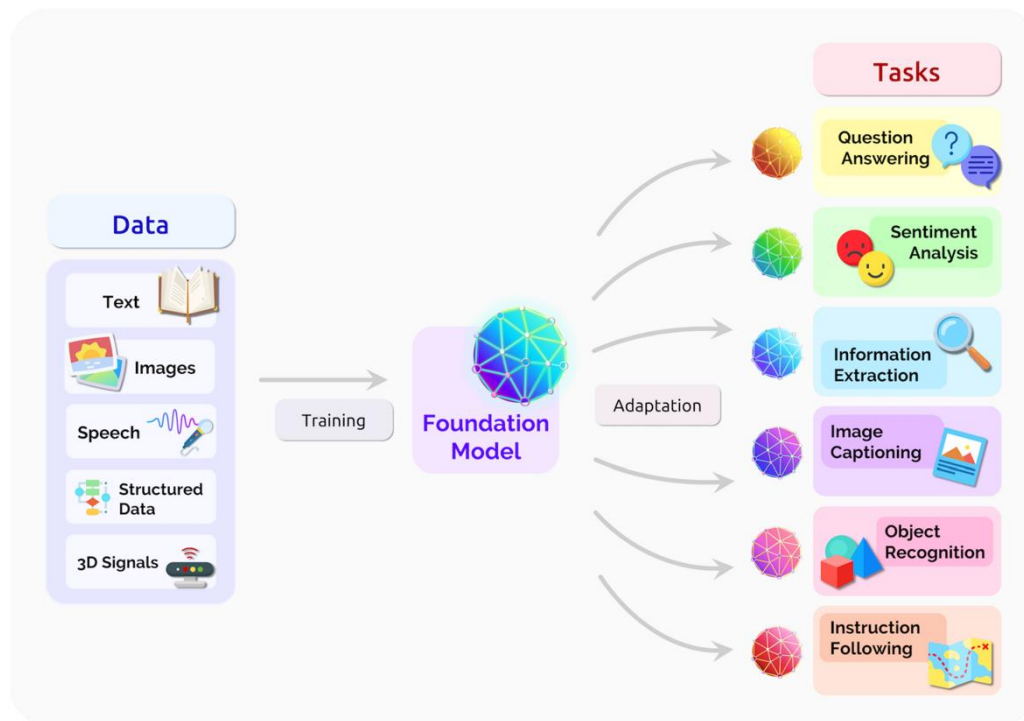 Data
Text
Images
Speech
Structured
Data
3D Signals
Training
Foundation
Model
Adaptation
Tasks
Question
Answering
?
Sentiment
Analysis
Information
Extraction
Image
Captioning
Object
Recognition
Instruction
Following